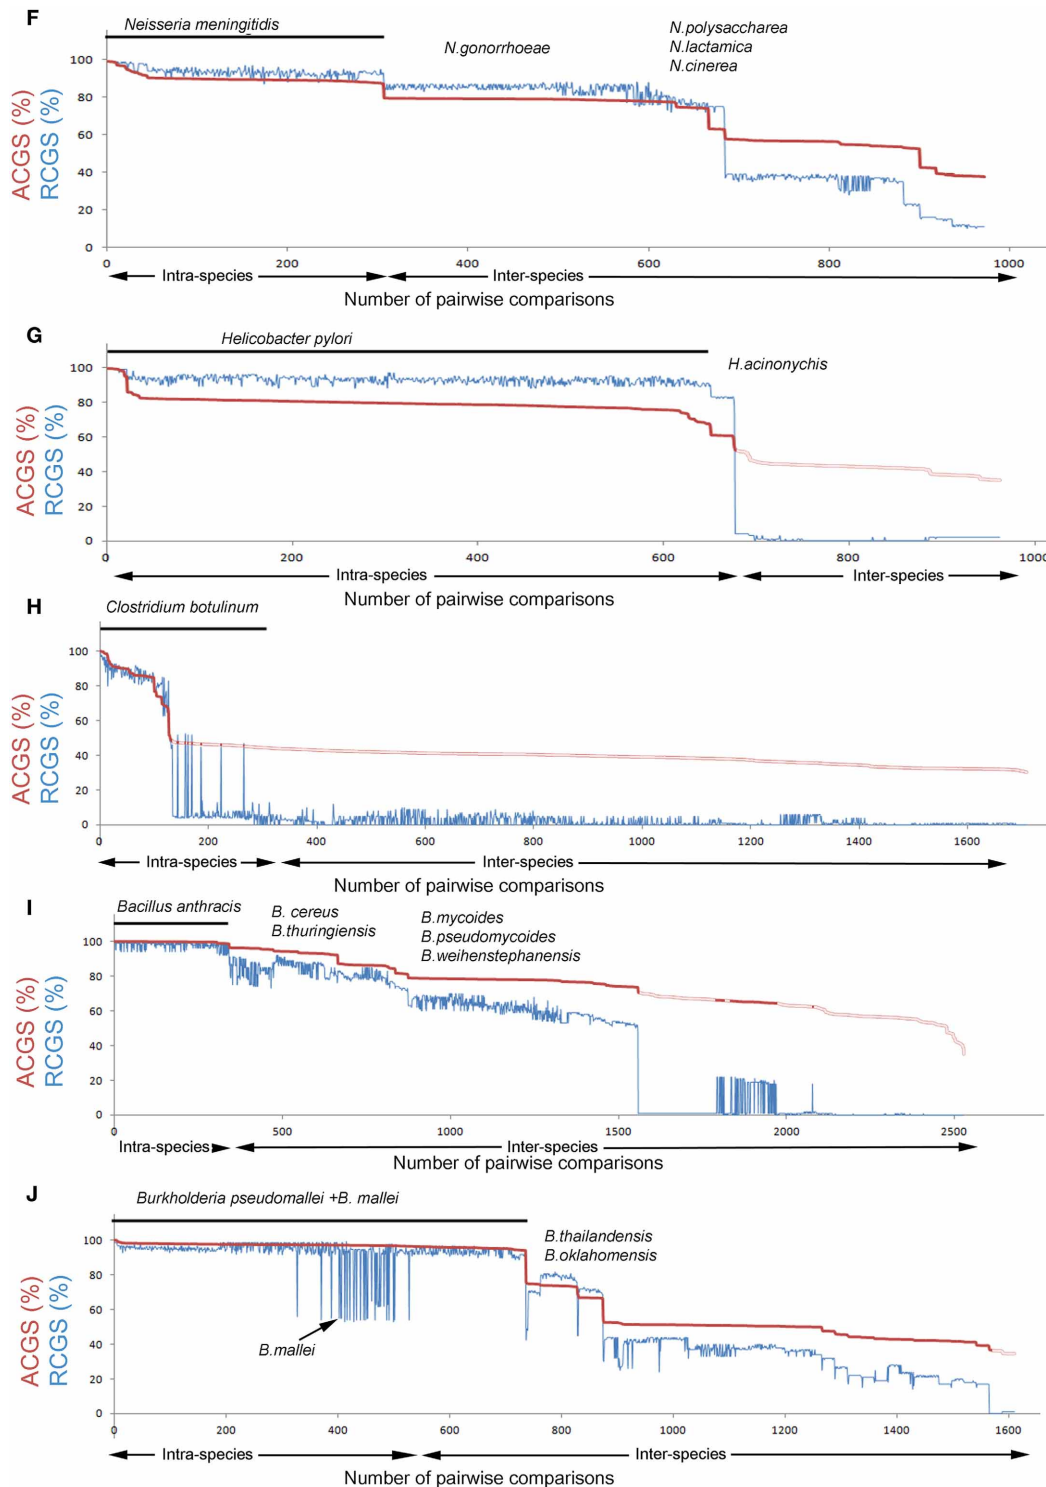 F
Neisseria meningitidis
N.gonorrhoeae
N.polysaccharea
N.lactamica
N.cinerea
ACGS (%)
RCGS (%)
100
80
60
40
20
0
0 200 400 600 800 1000
Intra-species Inter-species
Number of pairwise comparisons
G
Helicobacter pylori
H.acinonychis
ACGS (%)
RCGS (%)
100
80
60
40
20
0
0 200 400 600 800 1000
Intra-species Inter-species
Number of pairwise comparisons
H
Clostridium botulinum
ACGS (%)
RCGS (%)
100
80
60
40
20
0
0 200 400 600 800 1000 1200 1400 1600
Intra-species Inter-species
Number of pairwise comparisons
I
Bacillus anthracis
B. cereus
B.thuringiensis
B.mycoides
B.pseudomycoides
B.weihenstephanensis
ACGS (%)
RCGS (%)
100
80
60
40
20
0
0 500 1000 1500 2000 2500
Intra-species Inter-species
Number of pairwise comparisons
J
Burkholderia pseudomallei +B. mallei
B.thailandensis
B.oklahomensis
B.mallei
ACGS (%)
RCGS (%)
100
80
60
40
20
0
0 200 400 600 800 1000 1200 1400 1600
Intra-species Inter-species
Number of pairwise comparisons